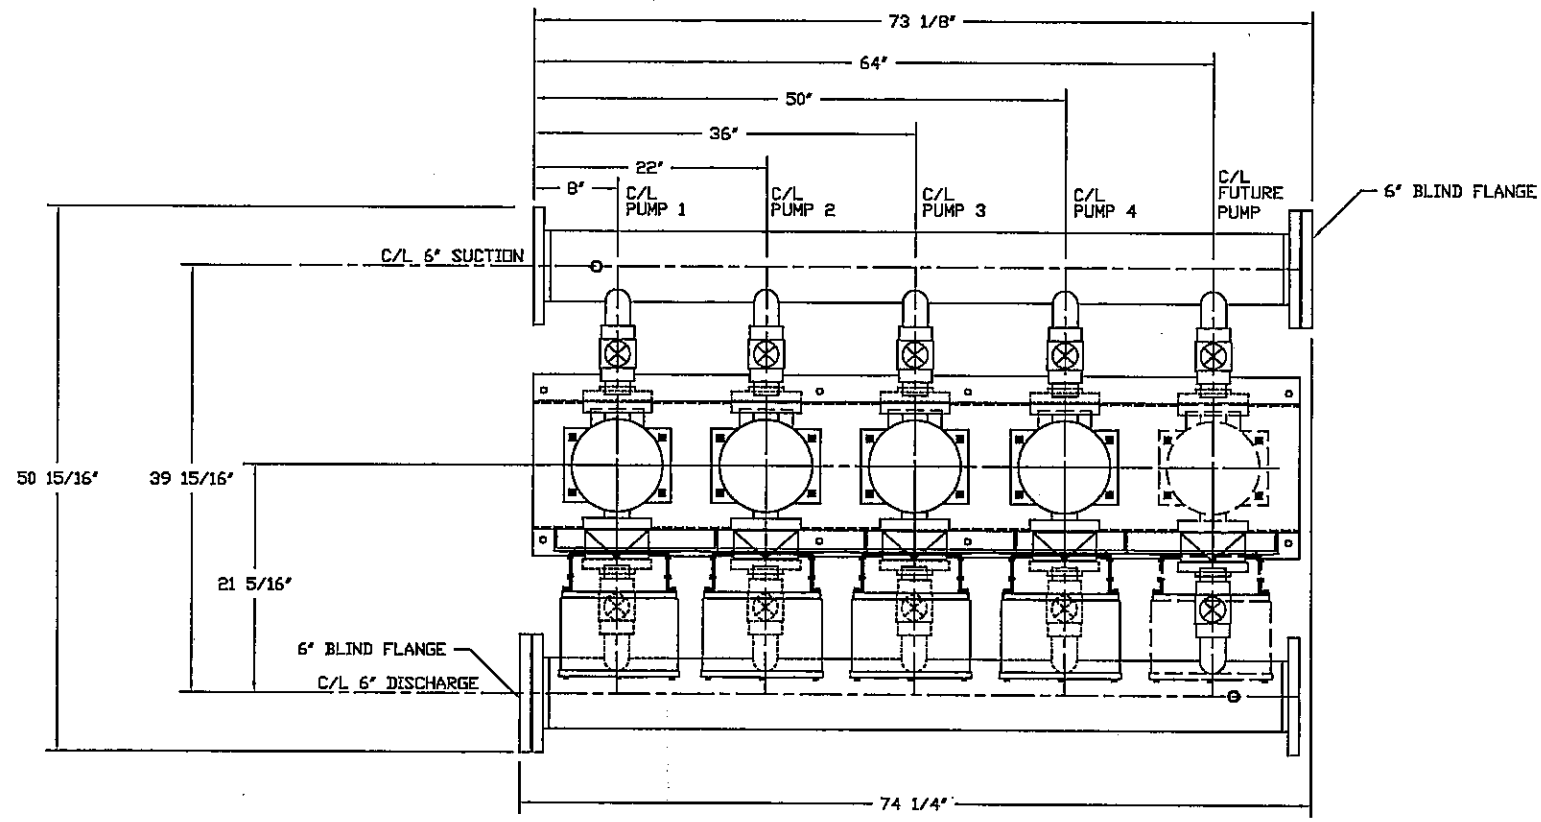 73 1/8"
64"
50"
36"
22"
8"
C/L
PUMP 1
C/L
PUMP 2
C/L
PUMP 3
C/L
PUMP 4
C/L
FUTURE
PUMP
6" BLIND FLANGE
C/L 6" SUCTION
50 15/16"
39 15/16"
21 5/16"
6" BLIND FLANGE
C/L 6" DISCHARGE
74 1/4"